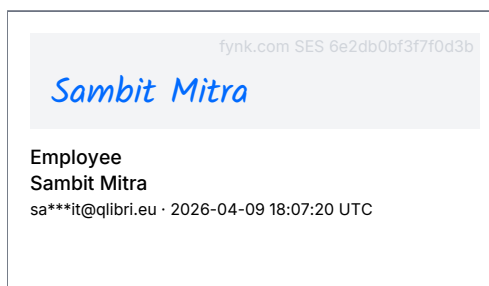 fynk.com SES 6e2db0bf3f7f0d3b
Sambit Mitra
Employee
Sambit Mitra
sa***it@qlibri.eu · 2026-04-09 18:07:20 UTC